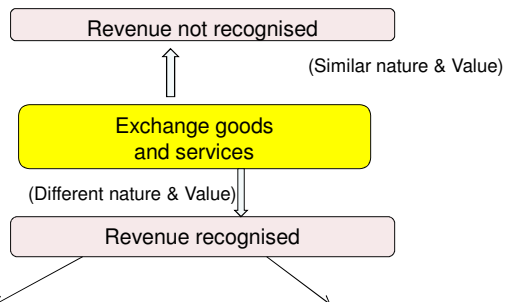 Revenue not recognised
(Similar nature & Value)
Exchange goods
and services
(Different nature & Value)
Revenue recognised